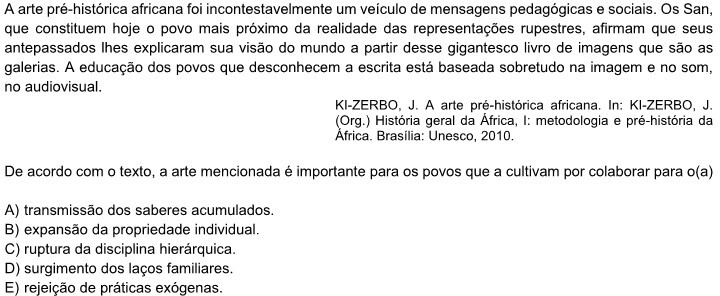 A arte pré-histórica africana foi incontestavelmente um veículo de mensagens pedagógicas e sociais. Os San,
que constituem hoje o povo mais próximo da realidade das representações rupestres, afirmam que seus
antepassados lhes explicaram sua visão do mundo a partir desse gigantesco livro de imagens que são as
galerias. A educação dos povos que desconhecem a escrita está baseada sobretudo na imagem e no som,
no audiovisual.
KI-ZERBO, J. A arte pré-histórica africana. In: KI-ZERBO, J.
(Org.) História geral da África, I: metodologia e pré-história da
África. Brasília: Unesco, 2010.
De acordo com o texto, a arte mencionada é importante para os povos que a cultivam por colaborar para o(a)
A) transmissão dos saberes acumulados.
B) expansão da propriedade individual.
C) ruptura da disciplina hierárquica.
D) surgimento dos laços familiares.
E) rejeição de práticas exógenas.